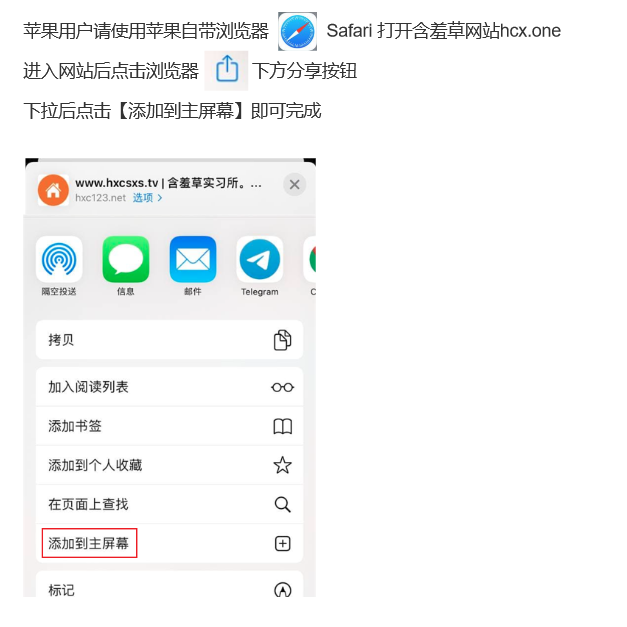 苹果用户请使用苹果自带浏览器 Safari 打开含羞草网站hcx.one
进入网站后点击浏览器 下方分享按钮
下拉后点击【添加到主屏幕】即可完成
www.hxcsxs.tv | 含羞草实习所。...
hxc123.net 选项 >
隔空投送 信息 邮件 Telegram C
拷贝
加入阅读列表
添加书签
添加到个人收藏
在页面上查找
添加到主屏幕
标记